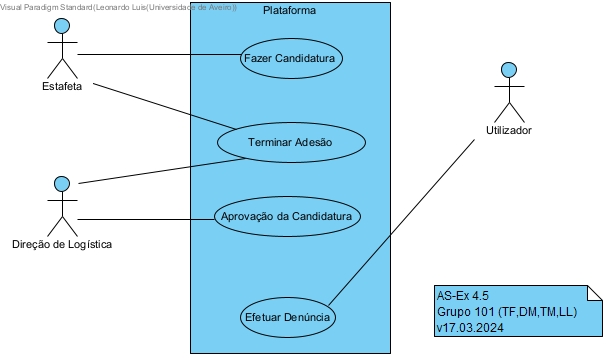 Visual Paradigm Standard(Leonardo Luis(Universidade de Aveiro))
Plataforma
Fazer Candidatura
Estafeta
Utilizador
Terminar Adesão
Aprovação da Candidatura
Direção de Logística
Efetuar Denúncia
AS-Ex 4.5
Grupo 101 (TF,DM,TM,LL)
v17.03.2024